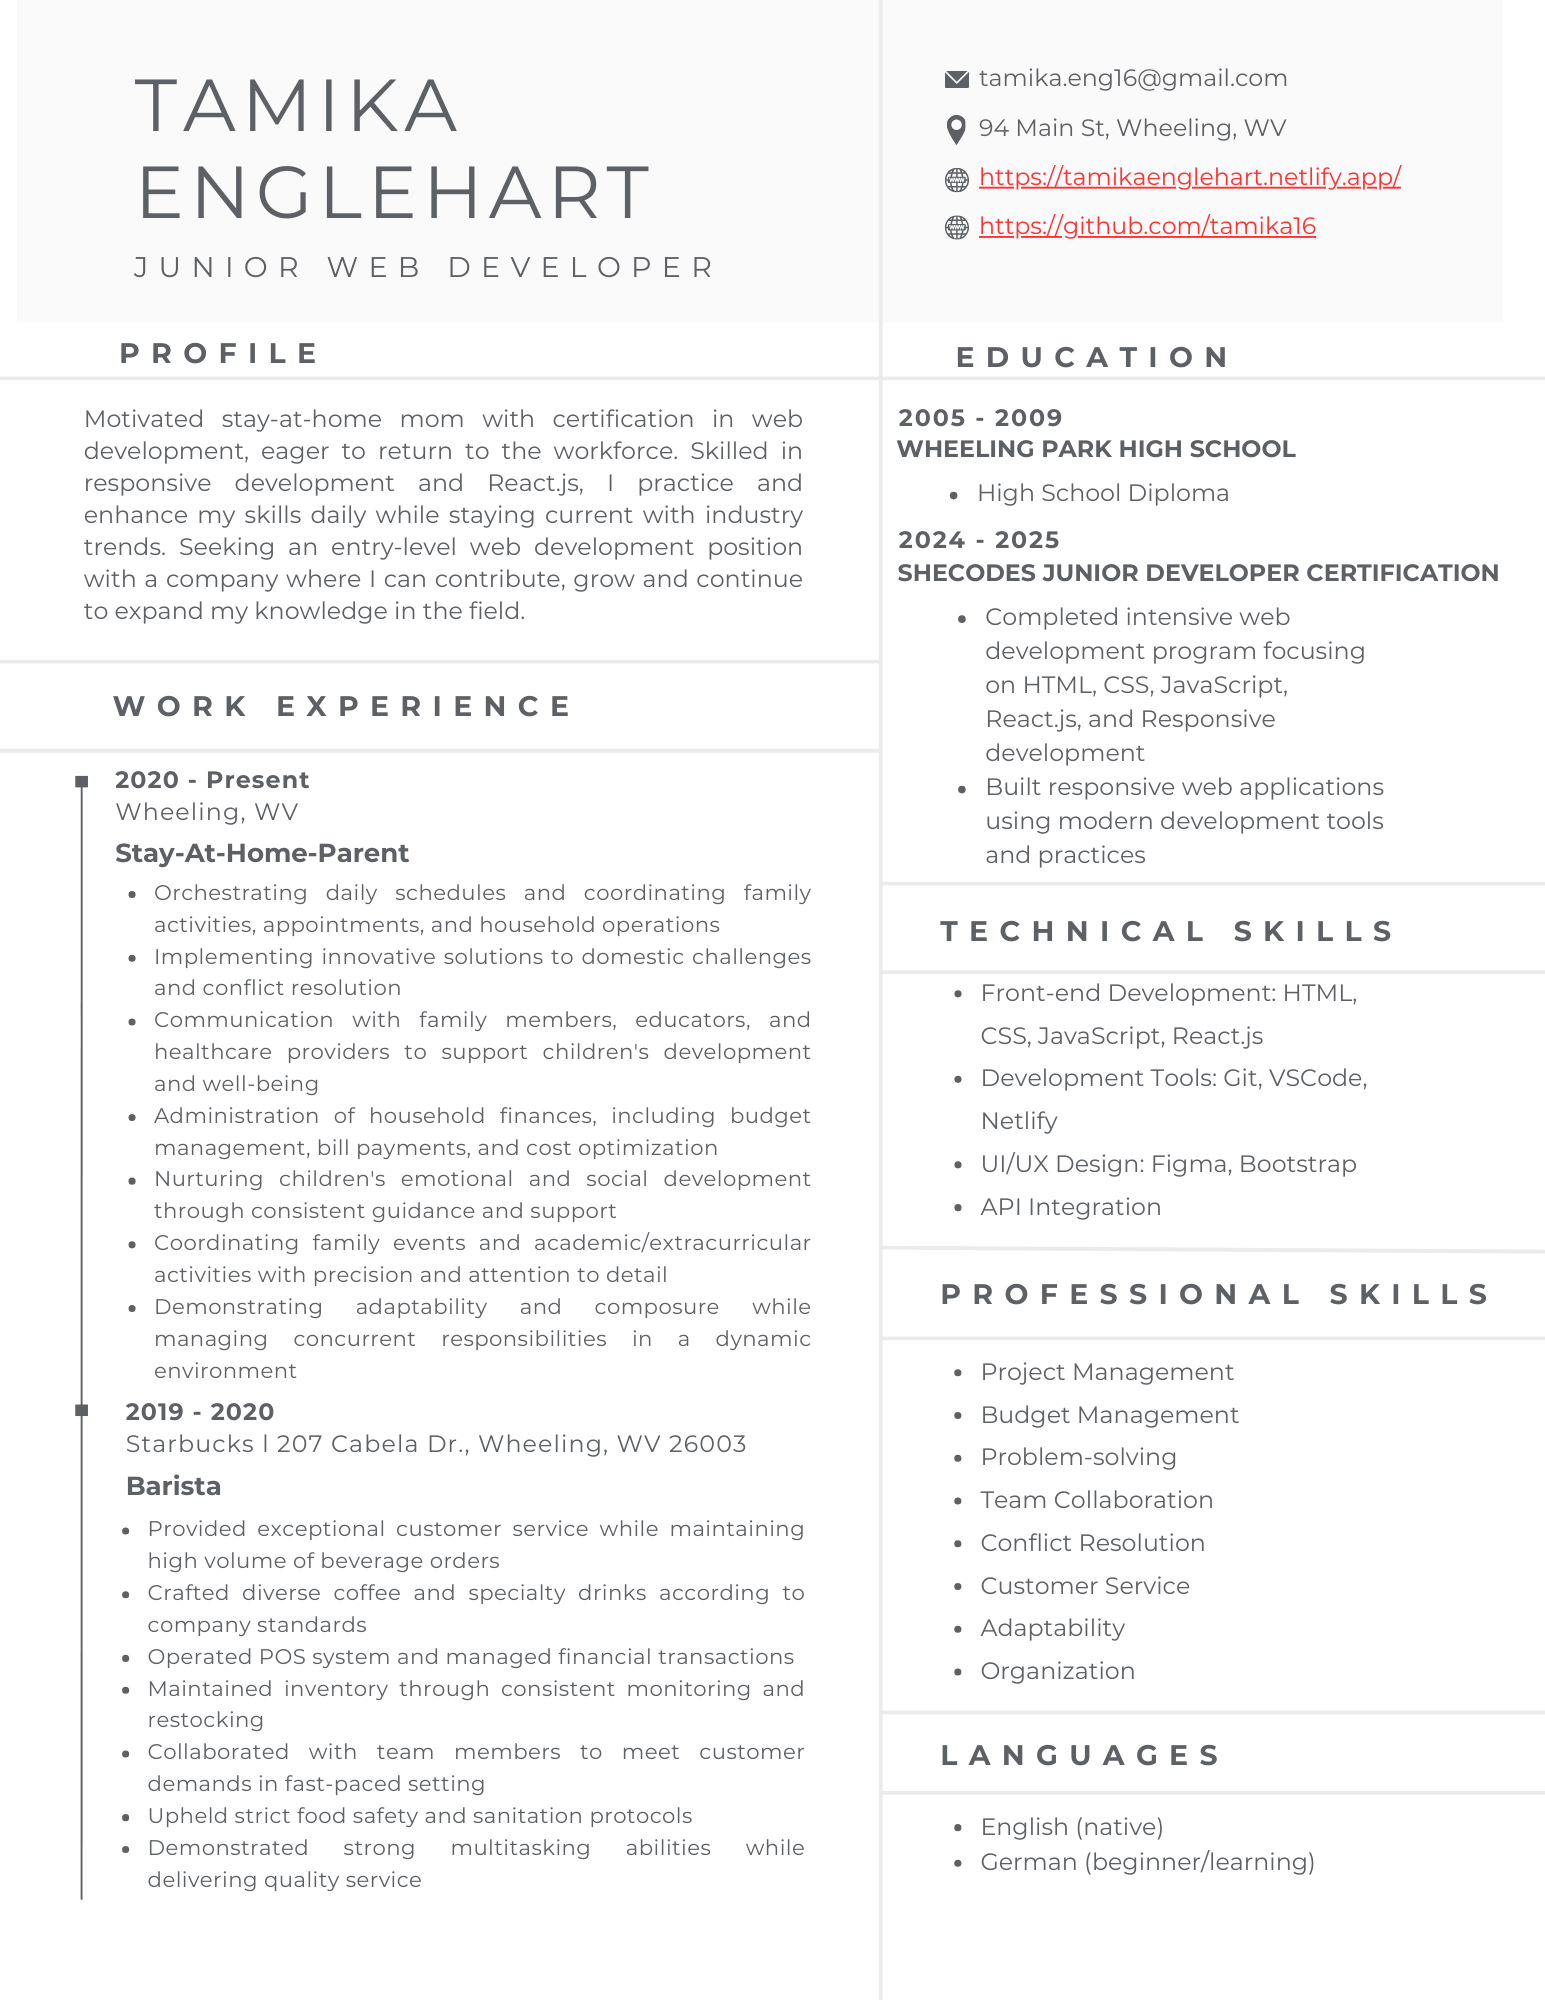 TAMIKA
ENGLEHART
JUNIOR WEB DEVELOPER
tamika.eng16@gmail.com
94 Main St, Wheeling, WV
https://tamikaenglehart.netlify.app/
https://github.com/tamika16
PROFILE
Motivated stay-at-home mom with certification in web
development, eager to return to the workforce. Skilled in
responsive development and React.js, I practice and
enhance my skills daily while staying current with industry
trends. Seeking an entry-level web development position
with a company where I can contribute, grow and continue
to expand my knowledge in the field.
WORK EXPERIENCE
2020 - Present
Wheeling, WV
Stay-At-Home-Parent
• Orchestrating daily schedules and coordinating family
activities, appointments, and household operations
• Implementing innovative solutions to domestic challenges
and conflict resolution
• Communication with family members, educators, and
healthcare providers to support children's development
and well-being
• Administration of household finances, including budget
management, bill payments, and cost optimization
• Nurturing children's emotional and social development
through consistent guidance and support
• Coordinating family events and academic/extracurricular
activities with precision and attention to detail
• Demonstrating adaptability and composure while
managing concurrent responsibilities in a dynamic
environment
2019 - 2020
Starbucks l 207 Cabela Dr., Wheeling, WV 26003
Barista
• Provided exceptional customer service while maintaining
high volume of beverage orders
• Crafted diverse coffee and specialty drinks according to
company standards
• Operated POS system and managed financial transactions
• Maintained inventory through consistent monitoring and
restocking
• Collaborated with team members to meet customer
demands in fast-paced setting
• Upheld strict food safety and sanitation protocols
• Demonstrated strong multitasking abilities while
delivering quality service
EDUCATION
2005 - 2009
WHEELING PARK HIGH SCHOOL
• High School Diploma
2024 - 2025
SHECODES JUNIOR DEVELOPER CERTIFICATION
• Completed intensive web
development program focusing
on HTML, CSS, JavaScript,
React.js, and Responsive
development
• Built responsive web applications
using modern development tools
and practices
TECHNICAL SKILLS
• Front-end Development: HTML,
CSS, JavaScript, React.js
• Development Tools: Git, VSCode,
Netlify
• UI/UX Design: Figma, Bootstrap
• API Integration
PROFESSIONAL SKILLS
• Project Management
• Budget Management
• Problem-solving
• Team Collaboration
• Conflict Resolution
• Customer Service
• Adaptability
• Organization
LANGUAGES
• English (native)
• German (beginner/learning)